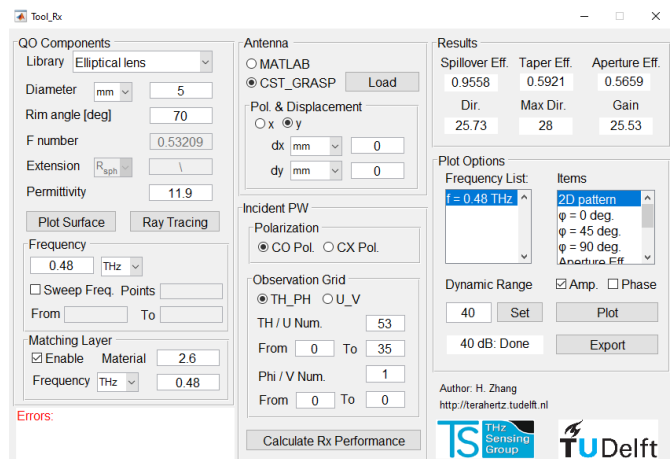 Tool_Rx
QO Components
Library Elliptical lens
Diameter mm 5
Rim angle [deg] 70
F number 0.53209
Extension R_sph \
Permittivity 11.9
Plot Surface Ray Tracing
Frequency
0.48 THz
Sweep Freq. Points
From To
Matching Layer
Enable Material 2.6
Frequency THz 0.48
Errors:
Antenna
MATLAB
CST_GRASP Load
Pol. & Displacement
x y
dx mm 0
dy mm 0
Incident PW
Polarization
CO Pol. CX Pol.
Observation Grid
TH_PH U_V
TH / U Num. 53
From 0 To 35
Phi / V Num. 1
From 0 To 0
Calculate Rx Performance
Results
Spillover Eff. Taper Eff. Aperture Eff.
0.9558 0.5921 0.5659
Dir. Max Dir. Gain
25.73 28 25.53
Plot Options
Frequency List: Items
f = 0.48 THz
2D pattern
φ = 0 deg.
φ = 45 deg.
φ = 90 deg.
Aperture Eff
Dynamic Range Amp. Phase
40 Set Plot
40 dB: Done Export
Author: H. Zhang
http://terahertz.tudelft.nl
TS THz
Sensing
Group
TUDelft